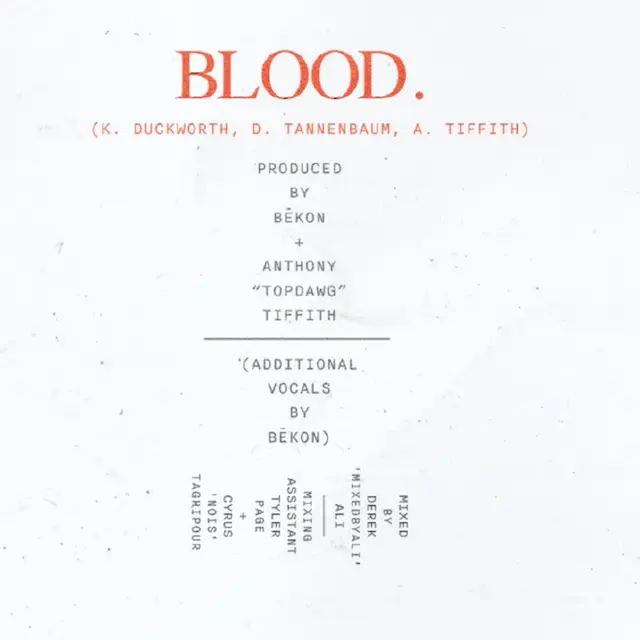 BLOOD.
(K. DUCKWORTH, D. TANNENBAUM, A. TIFFITH)
PRODUCED
BY
BĒKON
+
ANTHONY
“TOPDAWG”
TIFFITH
(ADDITIONAL
VOCALS
BY
BĒKON)
MIXED
BY
DEREK
'MIXEDBYALI'
ALI
MIXING
ASSISTANT
TYLER
PAGE
+
CYRUS
'NOIS'
TAGHIPOUR